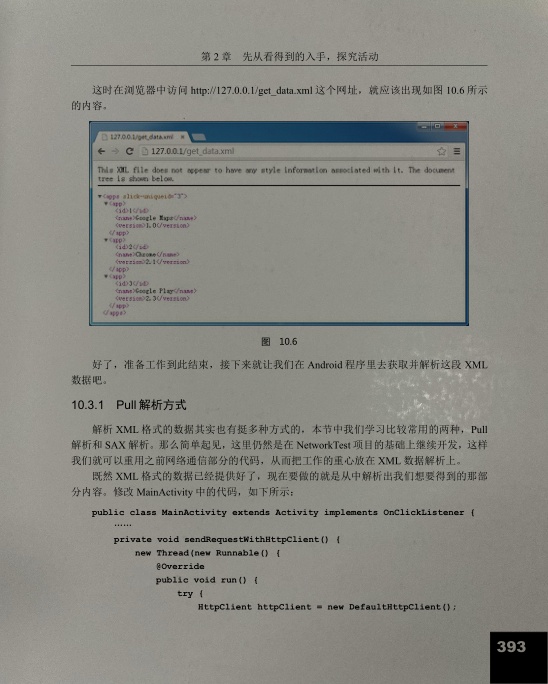 第 2 章 先从看得到的入手，探究活动
这时在浏览器中访问 http://127.0.0.1/get_data.xml 这个网址，就应该出现如图 10.6 所示
的内容。
127.0.0.1/get_data.xml
127.0.0.1/get_data.xml
This XML file does not appear to have any style information associated with it. The document
tree is shown below.
▼<apps click-uniqueid="3">
▼<app>
<id>1</id>
<name>Google Maps</name>
<version>1.0</version>
</app>
▼<app>
<id>2</id>
<name>Chrome</name>
<version>2.1</version>
</app>
▼<app>
<id>3</id>
<name>Google Play</name>
<version>2.3</version>
</app>
</apps>
图 10.6
好了，准备工作到此结束，接下来就让我们在 Android 程序里去获取并解析这段 XML
数据吧。
10.3.1 Pull 解析方式
解析 XML 格式的数据其实也有挺多种方式的，本节中我们学习比较常用的两种，Pull
解析和 SAX 解析。那么简单起见，这里仍然是在 NetworkTest 项目的基础上继续开发，这样
我们就可以重用之前网络通信部分的代码，从而把工作的重心放在 XML 数据解析上。
既然 XML 格式的数据已经提供好了，现在要做的就是从中解析出我们想要得到的那部
分内容。修改 MainActivity 中的代码，如下所示：
public class MainActivity extends Activity implements OnClickListener {
……
private void sendRequestWithHttpClient() {
new Thread(new Runnable() {
@Override
public void run() {
try {
HttpClient httpClient = new DefaultHttpClient();
393